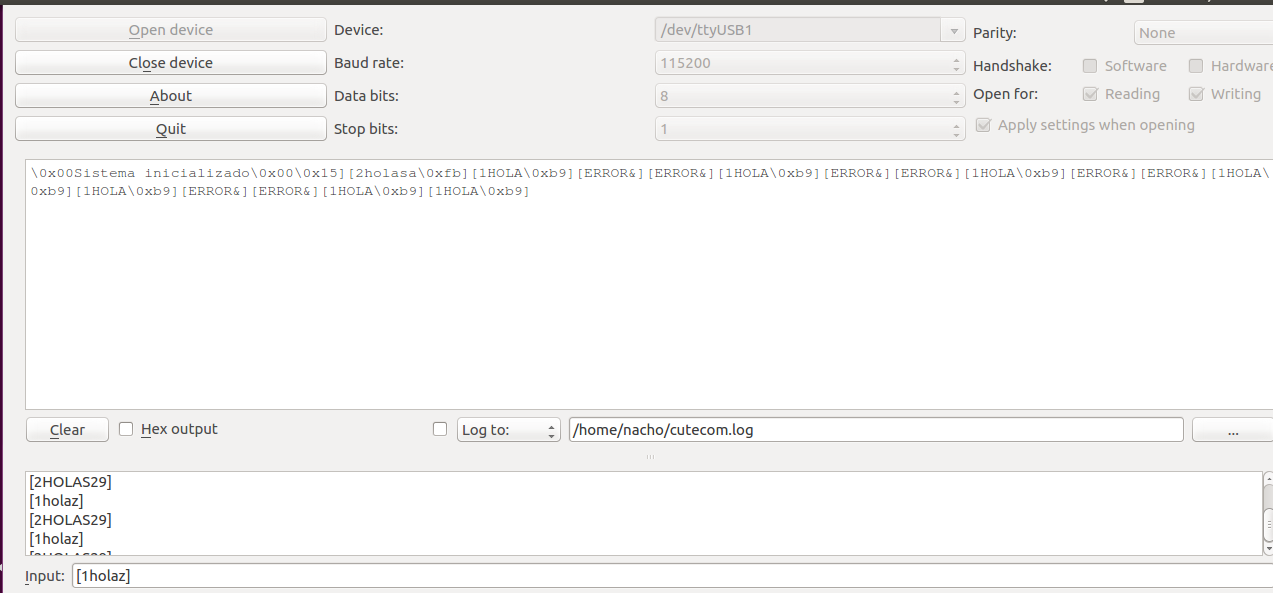 Open device Device: /dev/ttyUSB1 Parity: None
Close device Baud rate: 115200 Handshake: Software Hardware
About Data bits: 8 Open for: Reading Writing
Quit Stop bits: 1 Apply settings when opening
\0x00Sistema inicializado\0x00\0x15][2holasa\0xfb][1HOLA\0xb9][ERROR&][ERROR&][1HOLA\0xb9][ERROR&][ERROR&][1HOLA\0xb9][ERROR&][ERROR&][1HOLA\
0xb9][1HOLA\0xb9][ERROR&][ERROR&][1HOLA\0xb9][1HOLA\0xb9]
Clear Hex output Log to: /home/nacho/cutecom.log ...
[2HOLAS29]
[1holaz]
[2HOLAS29]
[1holaz]
[2HOLAS29]
Input: [1holaz]